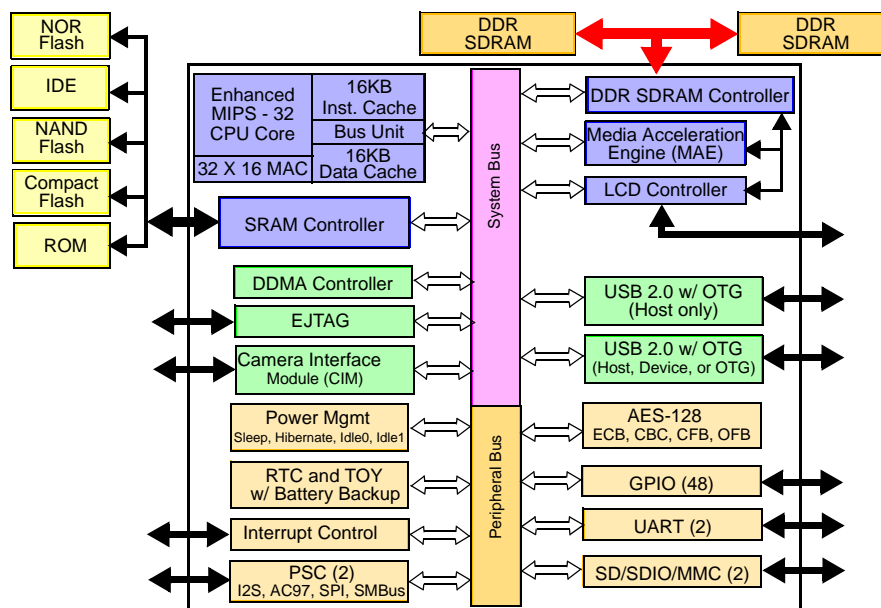 NOR
Flash
IDE
NAND
Flash
Compact
Flash
ROM
DDR
SDRAM
DDR
SDRAM
Enhanced
MIPS - 32
CPU Core
32 X 16 MAC
16KB
Inst. Cache
Bus Unit
16KB
Data Cache
SRAM Controller
DDMA Controller
EJTAG
Camera Interface
Module (CIM)
Power Mgmt
Sleep, Hibernate, Idle0, Idle1
RTC and TOY
w/ Battery Backup
Interrupt Control
PSC (2)
I2S, AC97, SPI, SMBus
System Bus
Peripheral Bus
DDR SDRAM Controller
Media Acceleration
Engine (MAE)
LCD Controller
USB 2.0 w/ OTG
(Host only)
USB 2.0 w/ OTG
(Host, Device, or OTG)
AES-128
ECB, CBC, CFB, OFB
GPIO (48)
UART (2)
SD/SDIO/MMC (2)